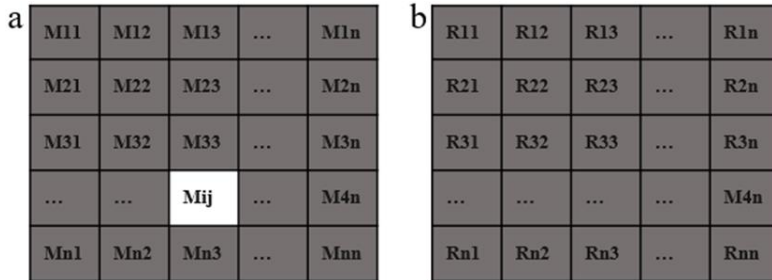 a b
M11 M12 M13 ... M1n R11 R12 R13 ... R1n
M21 M22 M23 ... M2n R21 R22 R23 ... R2n
M31 M32 M33 ... M3n R31 R32 R33 ... R3n
... ... Mij ... M4n ... ... ... ... M4n
Mn1 Mn2 Mn3 ... Mnn Rn1 Rn2 Rn3 ... Rnn